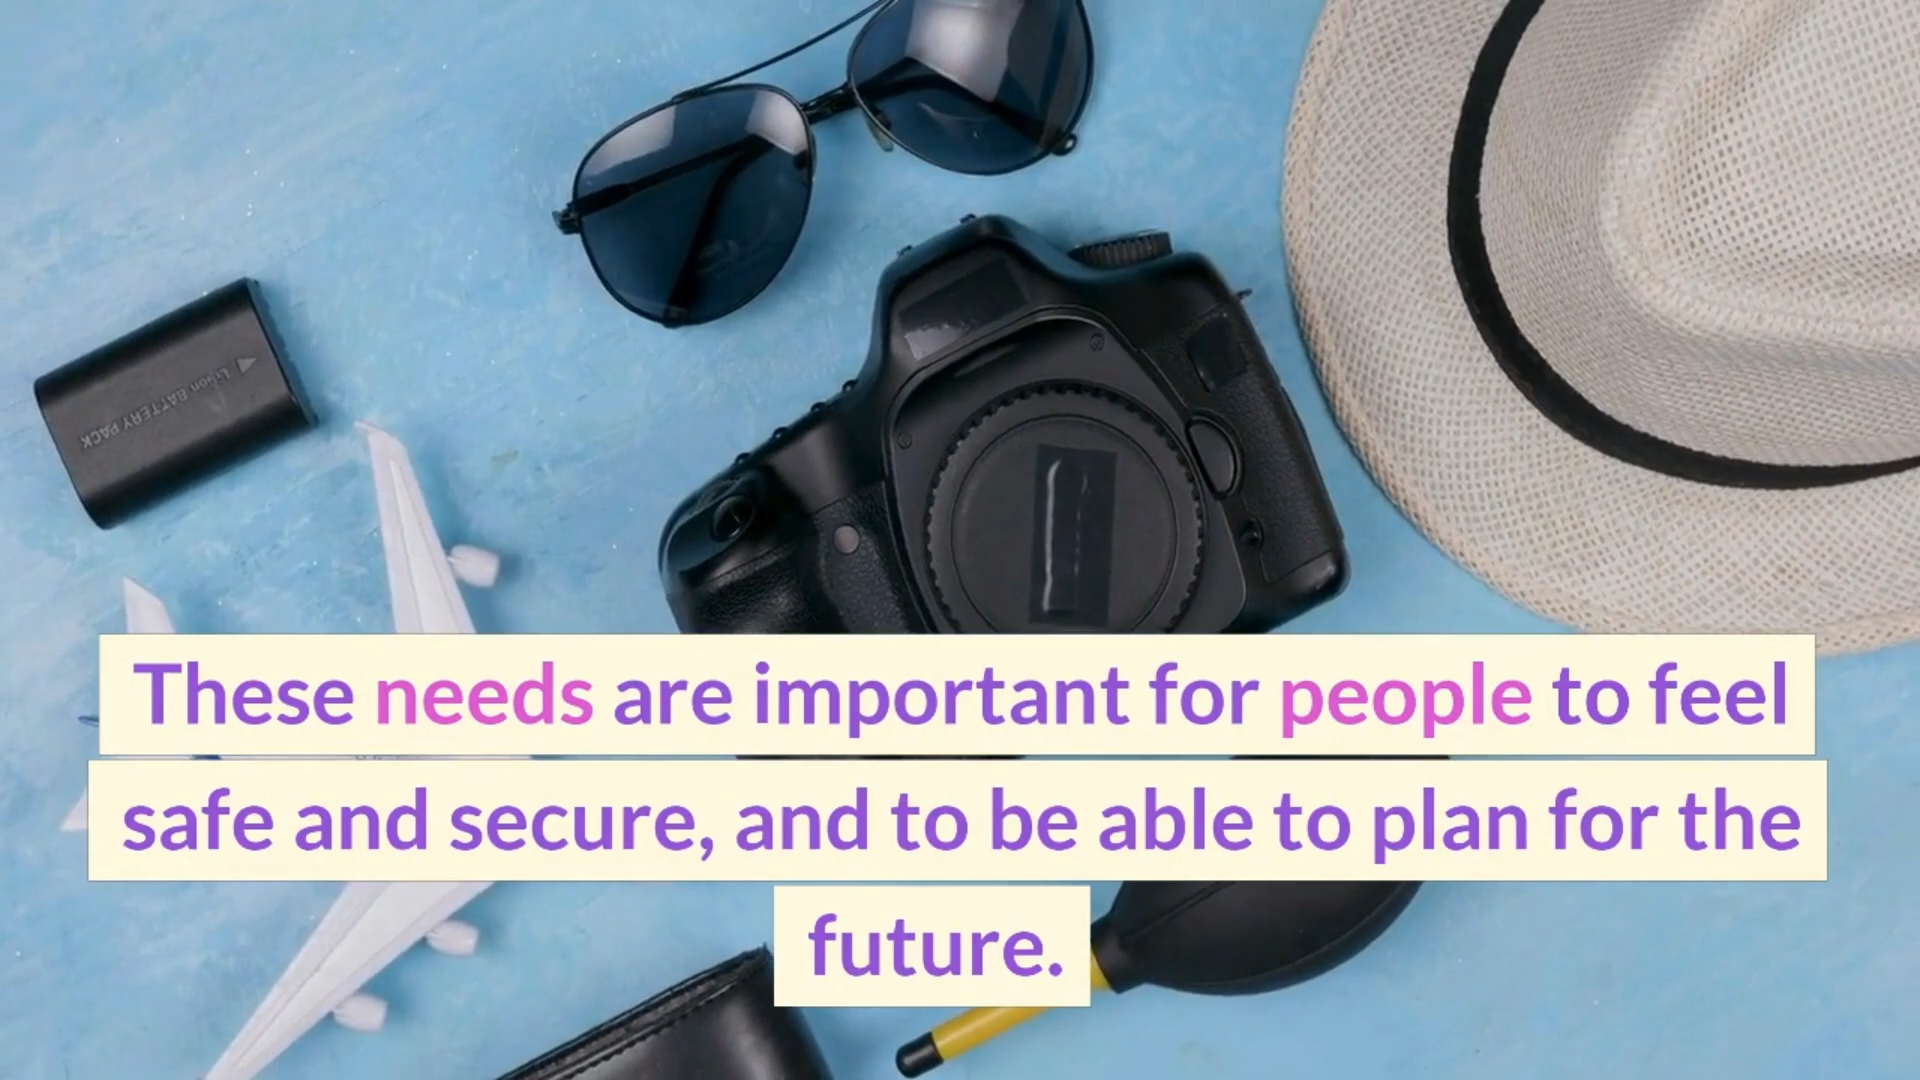 Li-ion BATTERY PACK
These needs are important for people to feel
safe and secure, and to be able to plan for the
future.